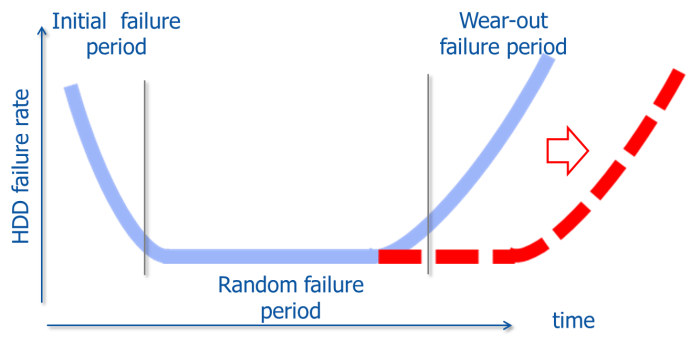 Initial failure
period
Wear-out
failure period
HDD failure rate
Random failure
period
time